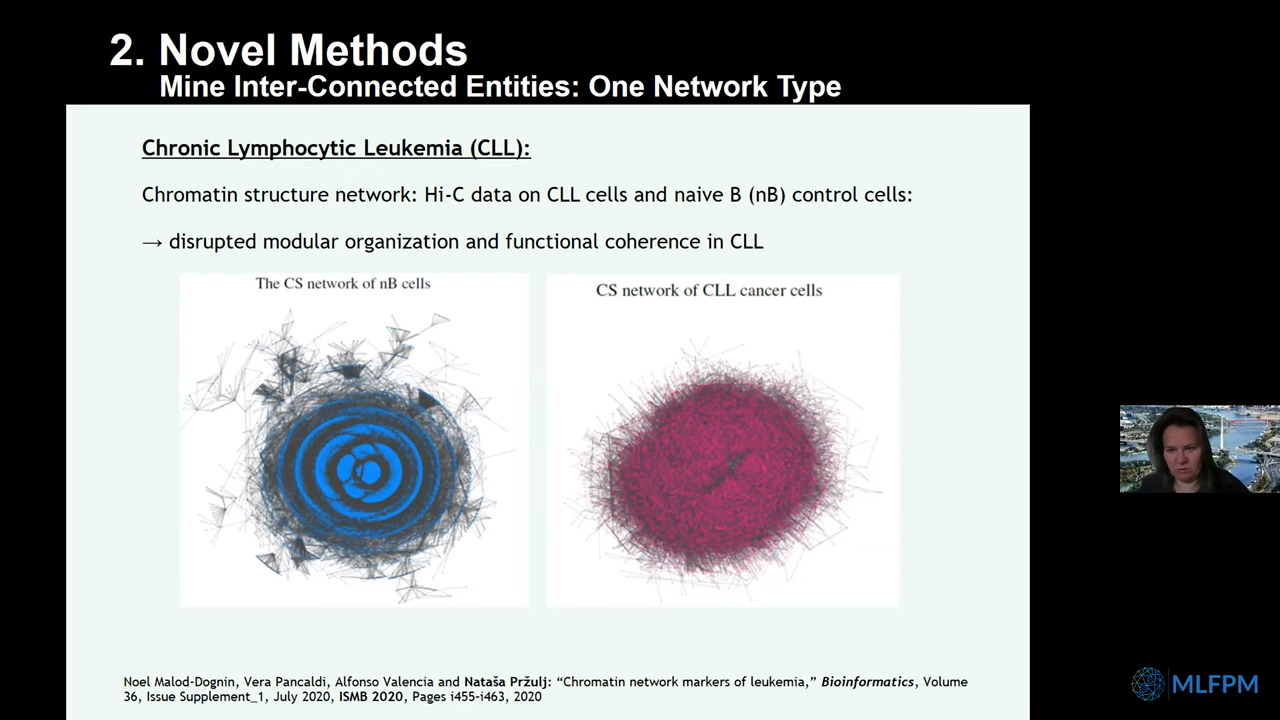 2. Novel Methods
Mine Inter-Connected Entities: One Network Type
Chronic Lymphocytic Leukemia (CLL):
Chromatin structure network: Hi-C data on CLL cells and naive B (nB) control cells:
→ disrupted modular organization and functional coherence in CLL
The CS network of nB cells
CS network of CLL cancer cells
Noel Malod-Dognin, Vera Pancaldi, Alfonso Valencia and Nataša Pržulj: “Chromatin network markers of leukemia,” Bioinformatics, Volume
36, Issue Supplement_1, July 2020, ISMB 2020, Pages i455–i463, 2020
MLFPM